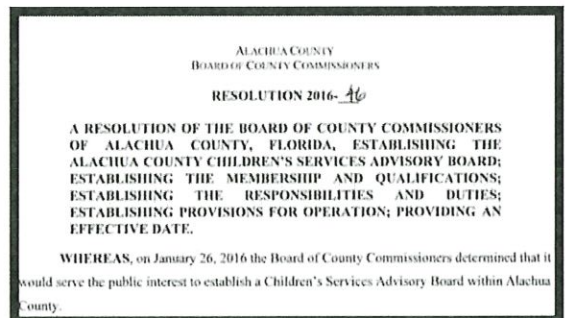 ALACHUA COUNTY
BOARD OF COUNTY COMMISSIONERS
RESOLUTION 2016- 46
A RESOLUTION OF THE BOARD OF COUNTY COMMISSIONERS
OF ALACHUA COUNTY, FLORIDA, ESTABLISHING THE
ALACHUA COUNTY CHILDREN'S SERVICES ADVISORY BOARD;
ESTABLISHING THE MEMBERSHIP AND QUALIFICATIONS;
ESTABLISHING THE RESPONSIBILITIES AND DUTIES;
ESTABLISHING PROVISIONS FOR OPERATION; PROVIDING AN
EFFECTIVE DATE.
WHEREAS, on January 26, 2016 the Board of County Commissioners determined that it
would serve the public interest to establish a Children's Services Advisory Board within Alachua
County.